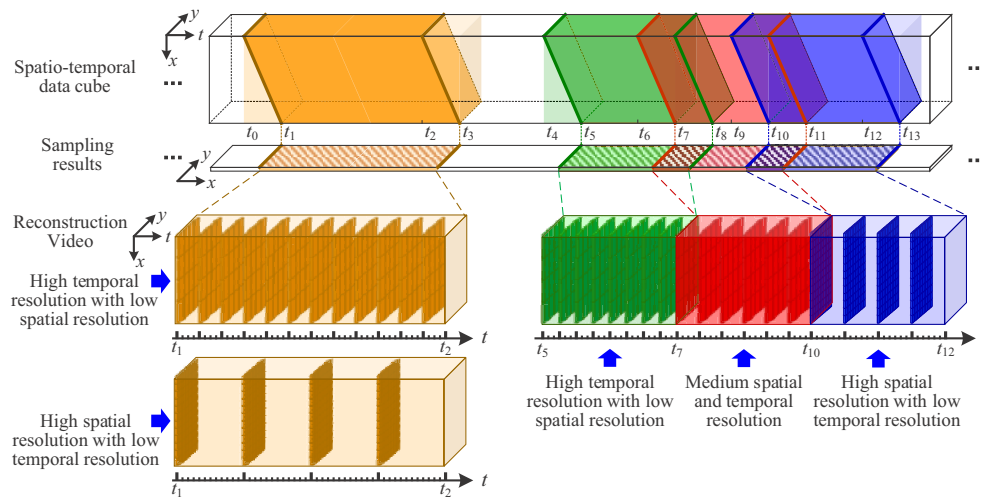 y
t
x
Spatio-temporal
data cube
...
...
t0 t1 t2 t3 t4 t5 t6 t7 t8 t9 t10 t11 t12 t13
Sampling
results
...
...
y
x
Reconstruction
Video
y
t
x
High temporal
resolution with low
spatial resolution
t1 t2 t
t5 t7 t10 t12 t
High temporal
resolution with low
spatial resolution
Medium spatial
and temporal
resolution
High spatial
resolution with low
temporal resolution
High spatial
resolution with low
temporal resolution
t1 t2 t